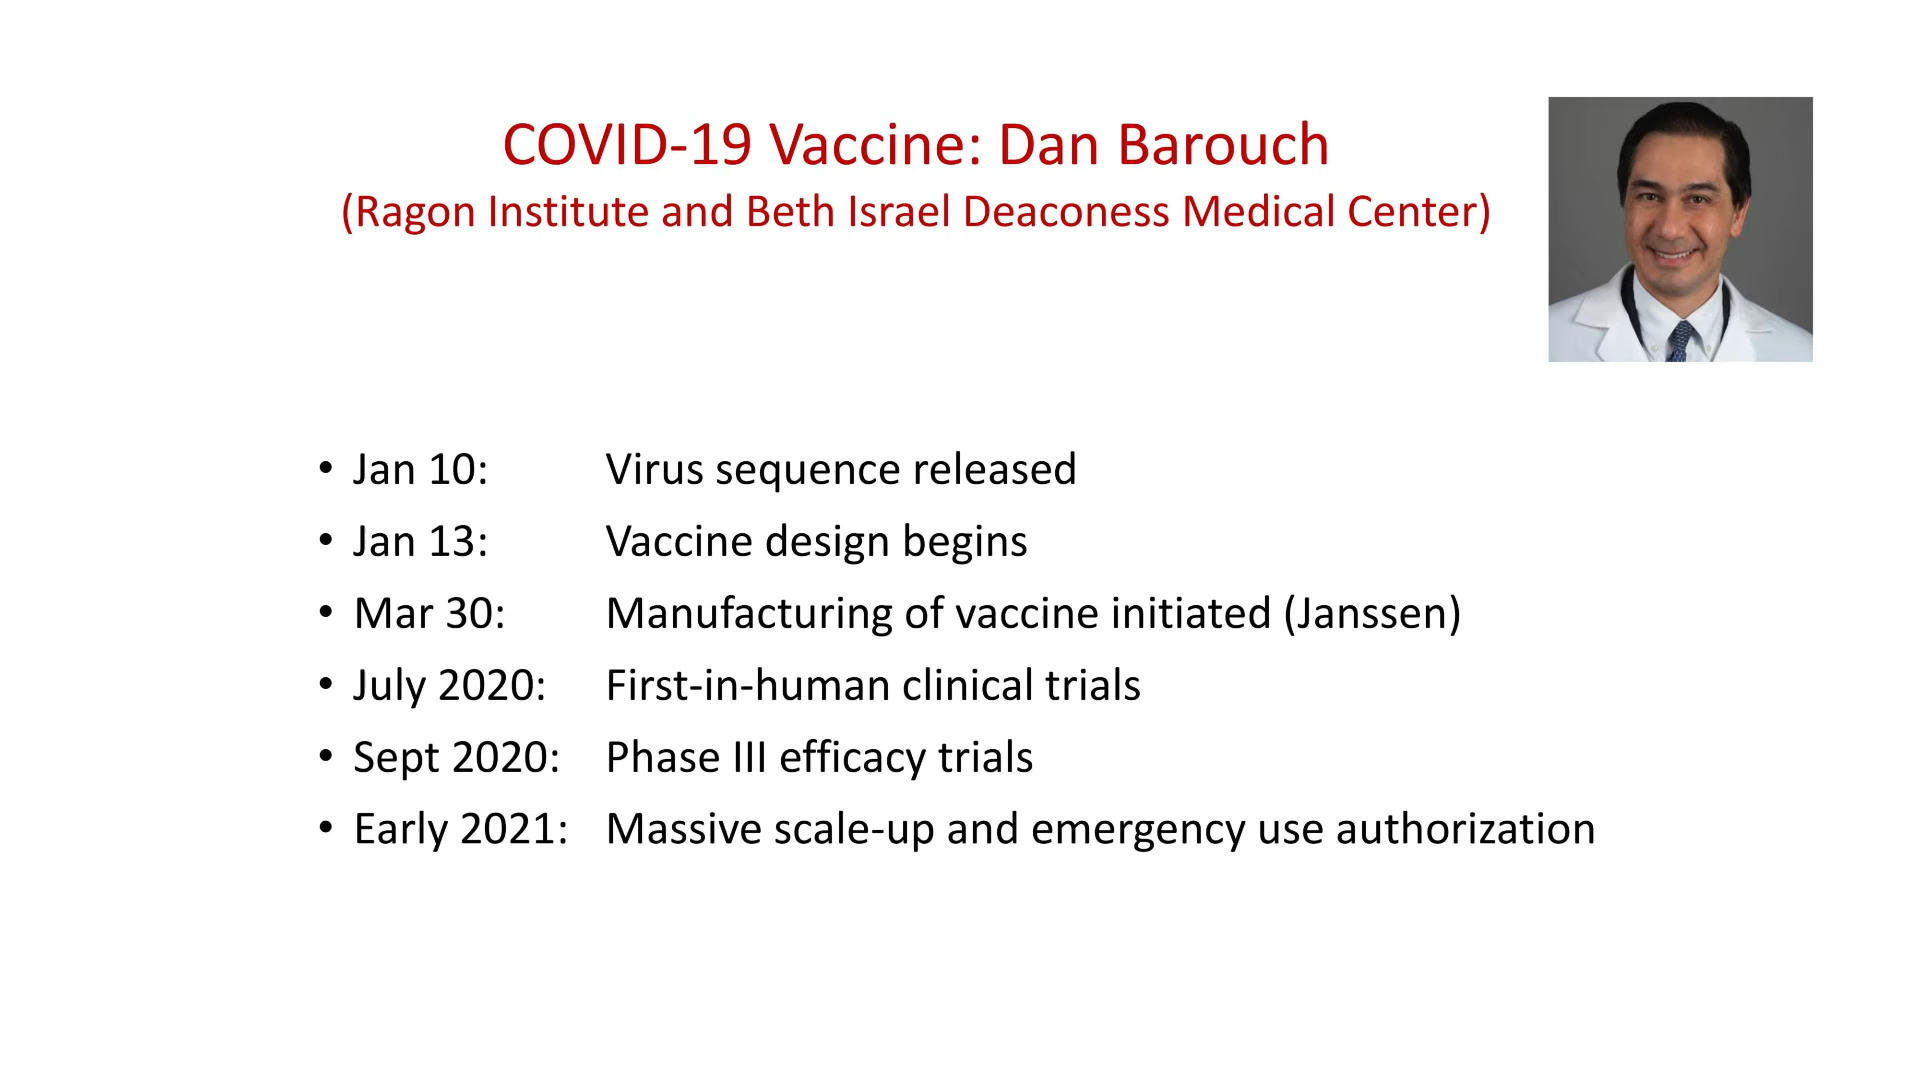 COVID-19 Vaccine: Dan Barouch
(Ragon Institute and Beth Israel Deaconess Medical Center)
• Jan 10: Virus sequence released
• Jan 13: Vaccine design begins
• Mar 30: Manufacturing of vaccine initiated (Janssen)
• July 2020: First-in-human clinical trials
• Sept 2020: Phase III efficacy trials
• Early 2021: Massive scale-up and emergency use authorization